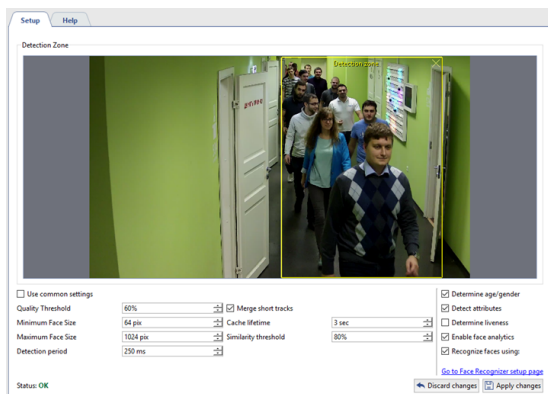 Setup Help
Detection Zone
Detection zone
Use common settings
Determine age/gender
Quality Threshold 60% Merge short tracks
Detect attributes
Minimum Face Size 64 pix Cache lifetime 3 sec
Determine liveness
Maximum Face Size 1024 pix Similarity threshold 80%
Enable face analytics
Detection period 250 ms
Recognize faces using:
Go to Face Recognizer setup page
Status: OK
Discard changes Apply changes